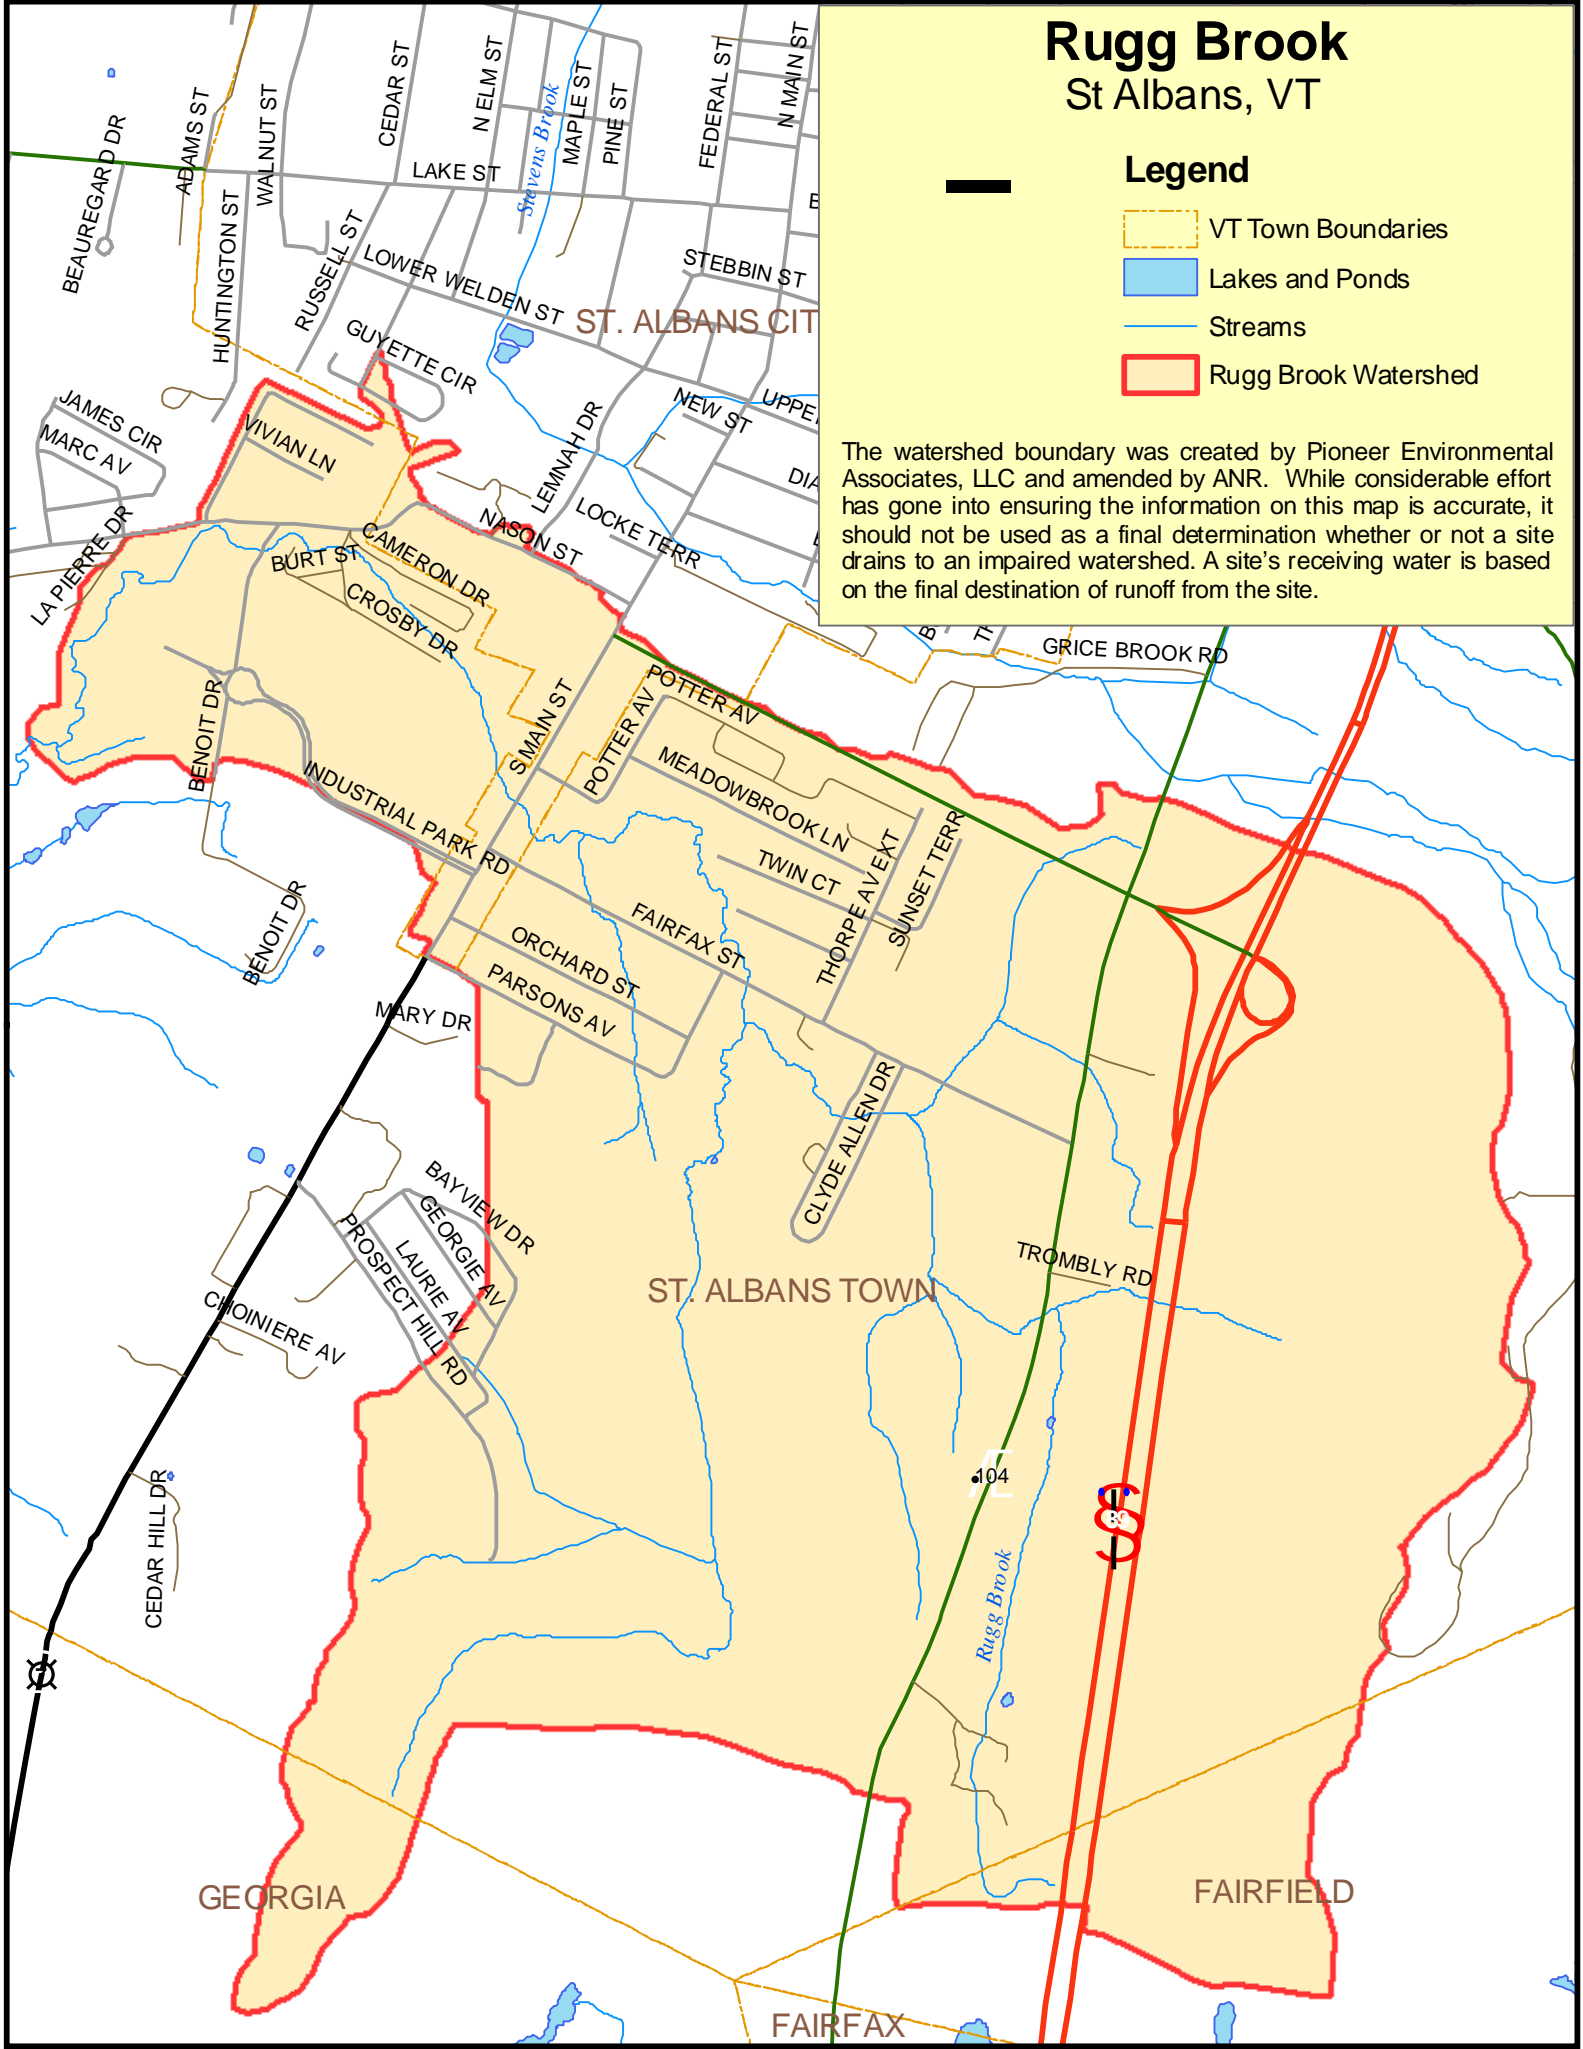 Rugg Brook
St Albans, VT
Legend
VT Town Boundaries
Lakes and Ponds
Streams
Rugg Brook Watershed
The watershed boundary was created by Pioneer Environmental
Associates, LLC and amended by ANR. While considerable effort
has gone into ensuring the information on this map is accurate, it
should not be used as a final determination whether or not a site
drains to an impaired watershed. A site's receiving water is based
on the final destination of runoff from the site.
BEAUREGARD DR
ADAMS ST
WALNUT ST
CEDAR ST
N ELM ST
Stevens Brook
MAPLE ST
PINE ST
FEDERAL ST
N MAIN ST
LAKE ST
HUNTINGTON ST
RUSSELL ST
LOWER WELDEN ST
STEBBIN ST
ST. ALBANS CIT
GUYETTE CIR
JAMES CIR
MARC AV
VIVIAN LN
LEMNAH DR
NEW ST
UPPE
DIA
LA PIERRE DR
BURT ST
CAMERON DR
CROSBY DR
NASON ST
LOCKE TERR
B
TH
GRICE BROOK RD
BENOIT DR
S MAIN ST
POTTER AV
POTTER AV
MEADOWBROOK LN
INDUSTRIAL PARK RD
TWIN CT
THORPE AV EXT
SUNSET TERR
BENOIT DR
FAIRFAX ST
ORCHARD ST
PARSONS AV
MARY DR
CLYDE ALLEN DR
BAYVIEW DR
GEORGIE AV
LAURIE AV
PROSPECT HILL RD
TROMBLY RD
ST. ALBANS TOWN
CHOINIERE AV
CEDAR HILL DR
Æ
104
S
89
Rugg Brook
GEORGIA
FAIRFIELD
FAIRFAX